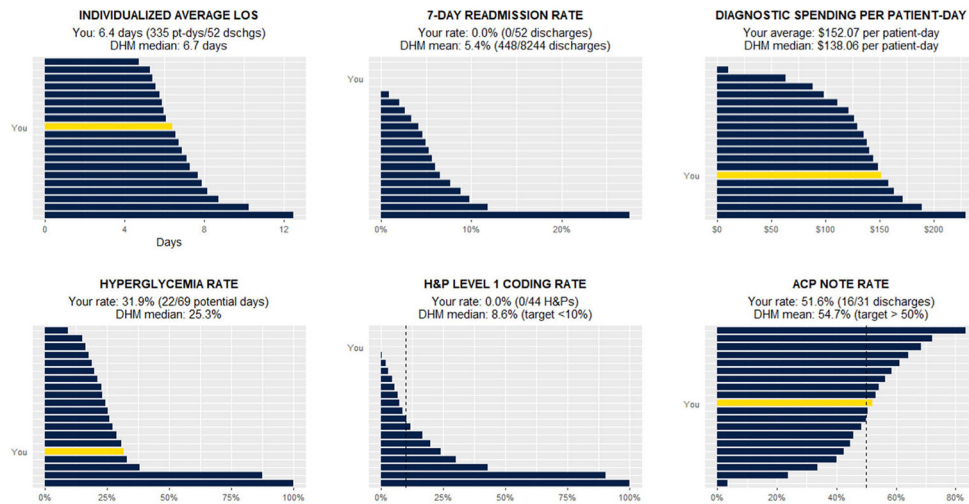 INDIVIDUALIZED AVERAGE LOS
You: 6.4 days (335 pt-dys/52 dschgs)
DHM median: 6.7 days
You
0 4 8 12
Days
7-DAY READMISSION RATE
Your rate: 0.0% (0/52 discharges)
DHM mean: 5.4% (448/8244 discharges)
You
0% 10% 20%
DIAGNOSTIC SPENDING PER PATIENT-DAY
Your average: $152.07 per patient-day
DHM median: $138.06 per patient-day
You
$0 $50 $100 $150 $200
HYPERGLYCEMIA RATE
Your rate: 31.9% (22/69 potential days)
DHM median: 25.3%
You
0% 25% 50% 75% 100%
H&P LEVEL 1 CODING RATE
Your rate: 0.0% (0/44 H&Ps)
DHM median: 8.6% (target <10%)
You
0% 25% 50% 75% 100%
ACP NOTE RATE
Your rate: 51.6% (16/31 discharges)
DHM mean: 54.7% (target > 50%)
You
0% 20% 40% 60% 80%